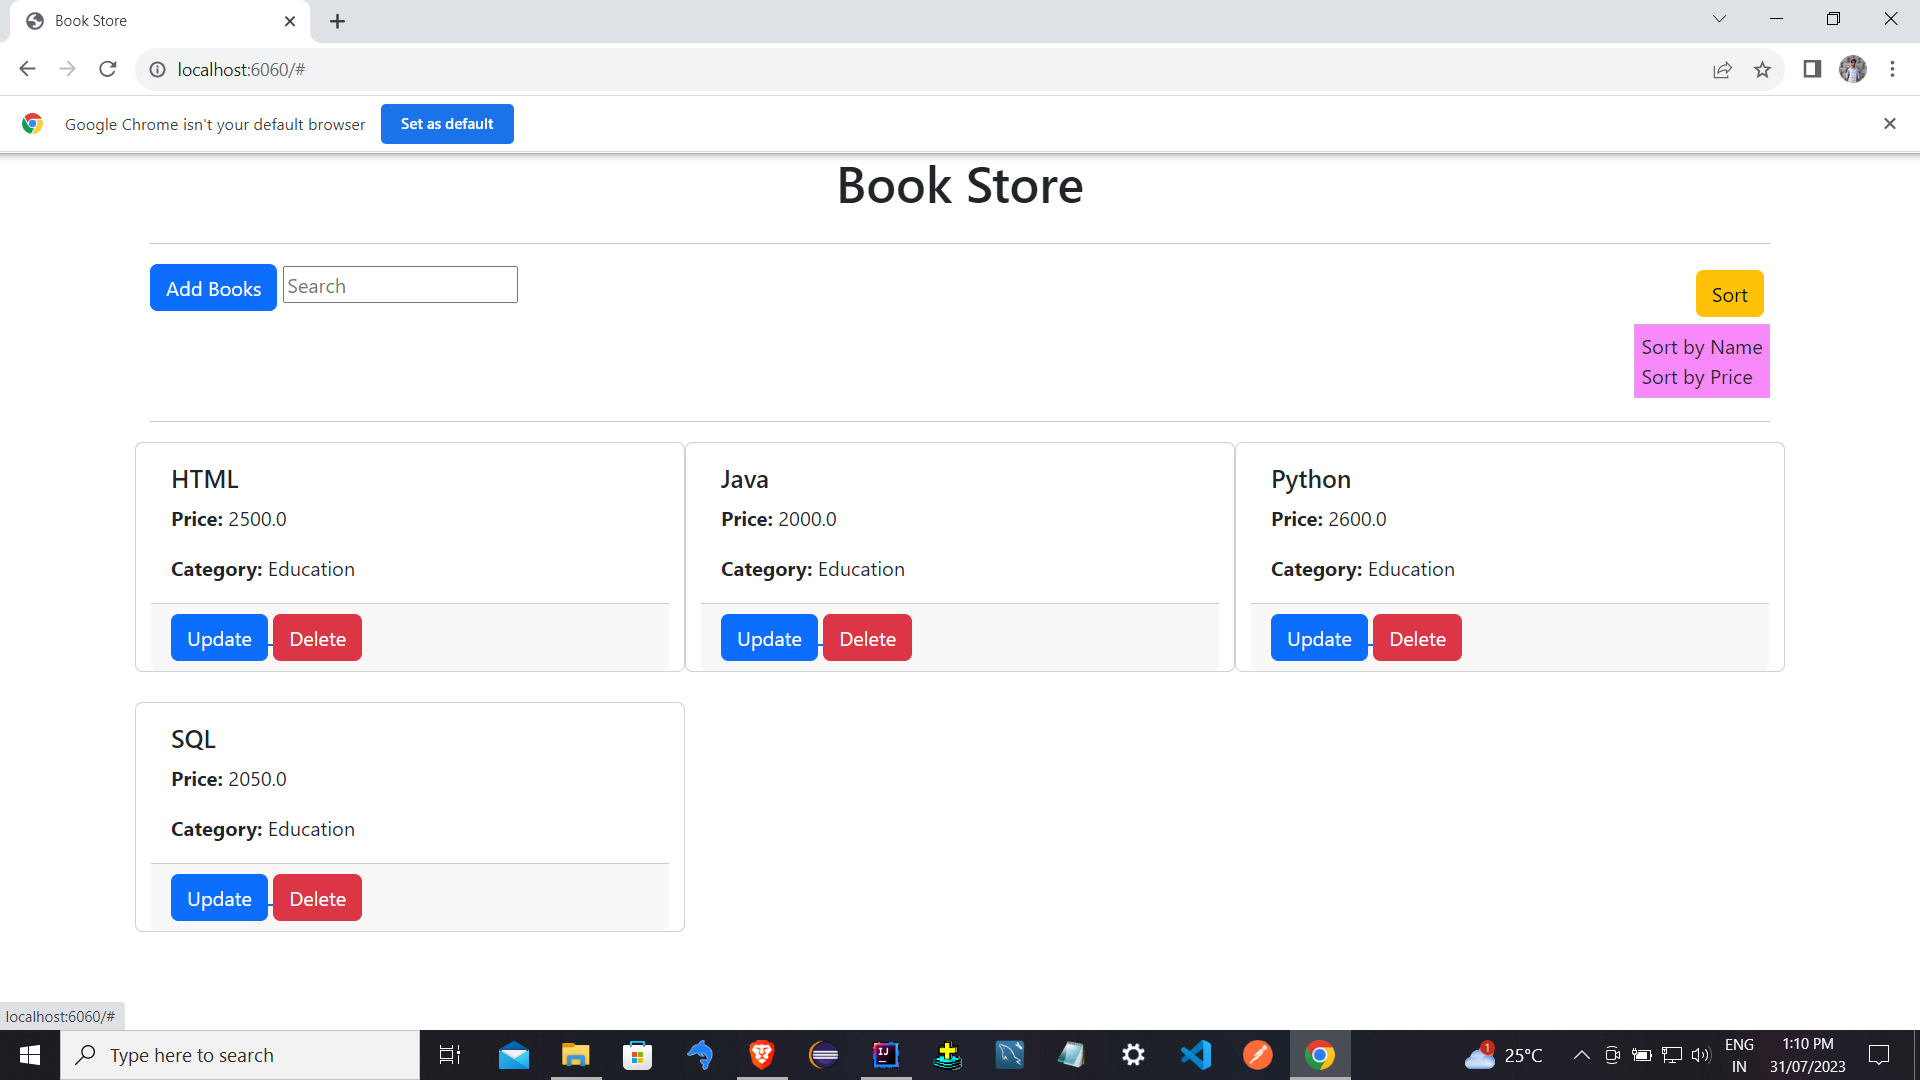 Book Store
localhost:6060/#
Google Chrome isn't your default browser
Set as default
Book Store
Add Books
Search
Sort
Sort by Name
Sort by Price
HTML
Price: 2500.0
Category: Education
Update Delete
Java
Price: 2000.0
Category: Education
Update Delete
Python
Price: 2600.0
Category: Education
Update Delete
SQL
Price: 2050.0
Category: Education
Update Delete
localhost:6060/#
Type here to search
IJ
1
25°C
ENG
IN
1:10 PM
31/07/2023